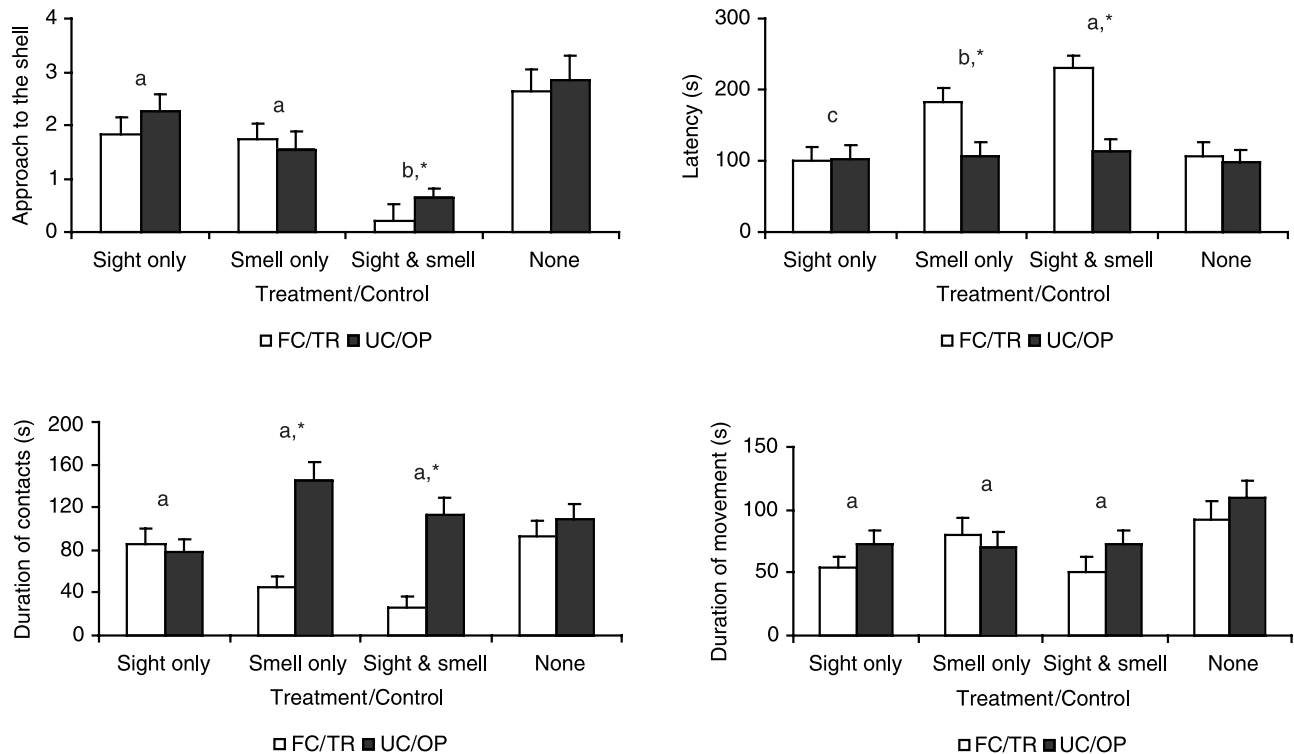 Approach to the shell
4
3
2
1
0
a
a
b,*
Sight only Smell only Sight & smell None
Treatment/Control
FC/TR UC/OP
Latency (s)
300
200
100
0
c
b,*
a,*
Sight only Smell only Sight & smell None
Treatment/Control
FC/TR UC/OP
Duration of contacts (s)
200
160
120
80
40
0
a
a,*
a,*
Sight only Smell only Sight & smell None
Treatment/Control
FC/TR UC/OP
Duration of movement (s)
150
100
50
0
a
a
a
Sight only Smell only Sight & smell None
Treatment/Control
FC/TR UC/OP